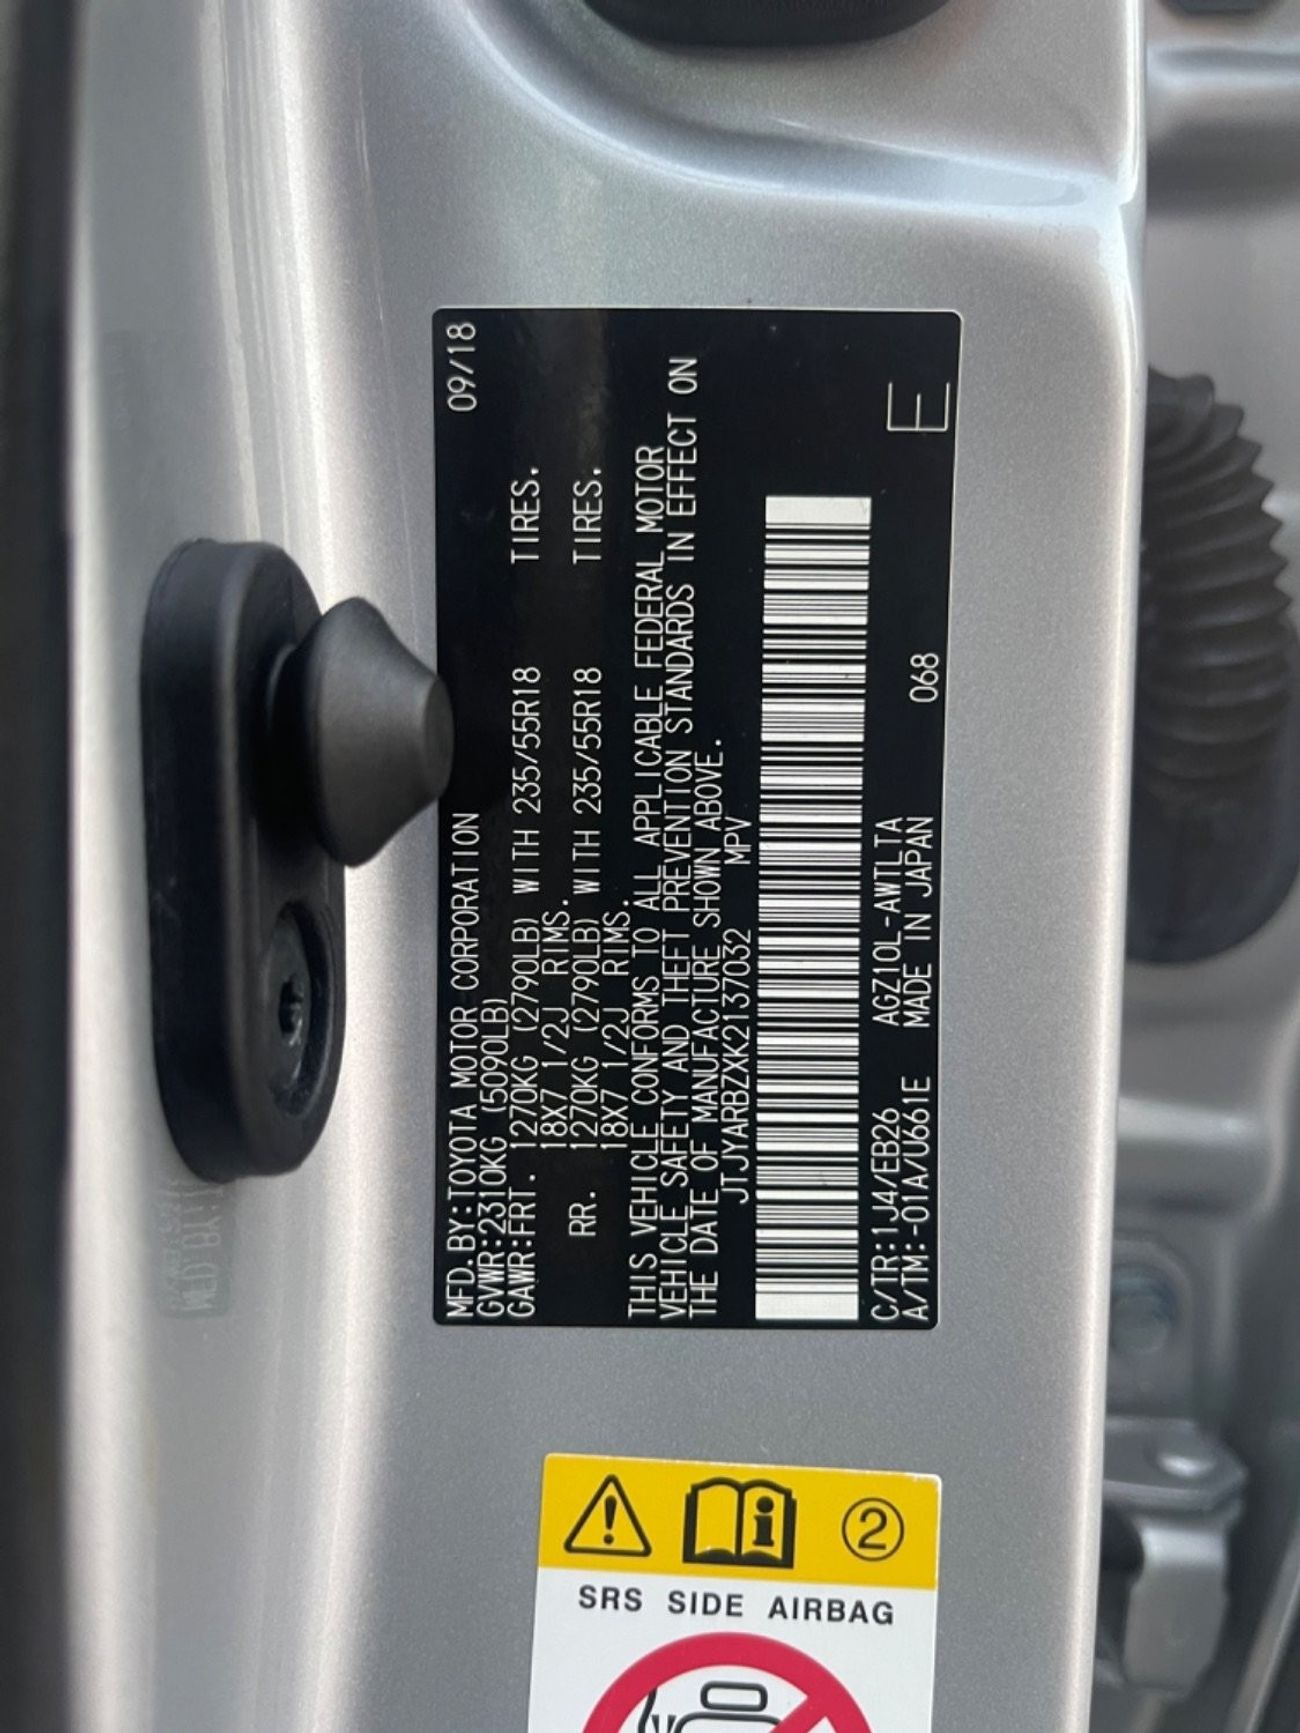 MFD.BY:TOYOTA MOTOR CORPORATION 09/18
GVWR:2310KG (5090LB)
GAWR:FRT. 1270KG (2790LB) WITH 235/55R18 TIRES.
18X7 1/2J RIMS.
RR. 1270KG (2790LB) WITH 235/55R18 TIRES.
18X7 1/2J RIMS.
THIS VEHICLE CONFORMS TO ALL APPLICABLE FEDERAL MOTOR
VEHICLE SAFETY AND THEFT PREVENTION STANDARDS IN EFFECT ON
THE DATE OF MANUFACTURE SHOWN ABOVE.
JTJYARBZXK2137032 MPV
C/TR:1J4/EB26 AGZ10L-AWTLTA
A/TM:-01A/U661E MADE IN JAPAN 068 E
2
SRS SIDE AIRBAG